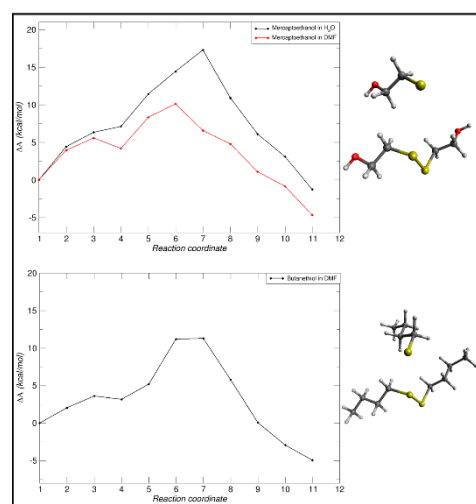 Mercaptoethanol in H₂O
Mercaptoethanol in DMF
20
15
10
5
0
-5
ΔA (kcal/mol)
1 2 3 4 5 6 7 8 9 10 11 12
Reaction coordinate
Butanethiol in DMF
20
15
10
5
0
-5
ΔA (kcal/mol)
1 2 3 4 5 6 7 8 9 10 11 12
Reaction coordinate